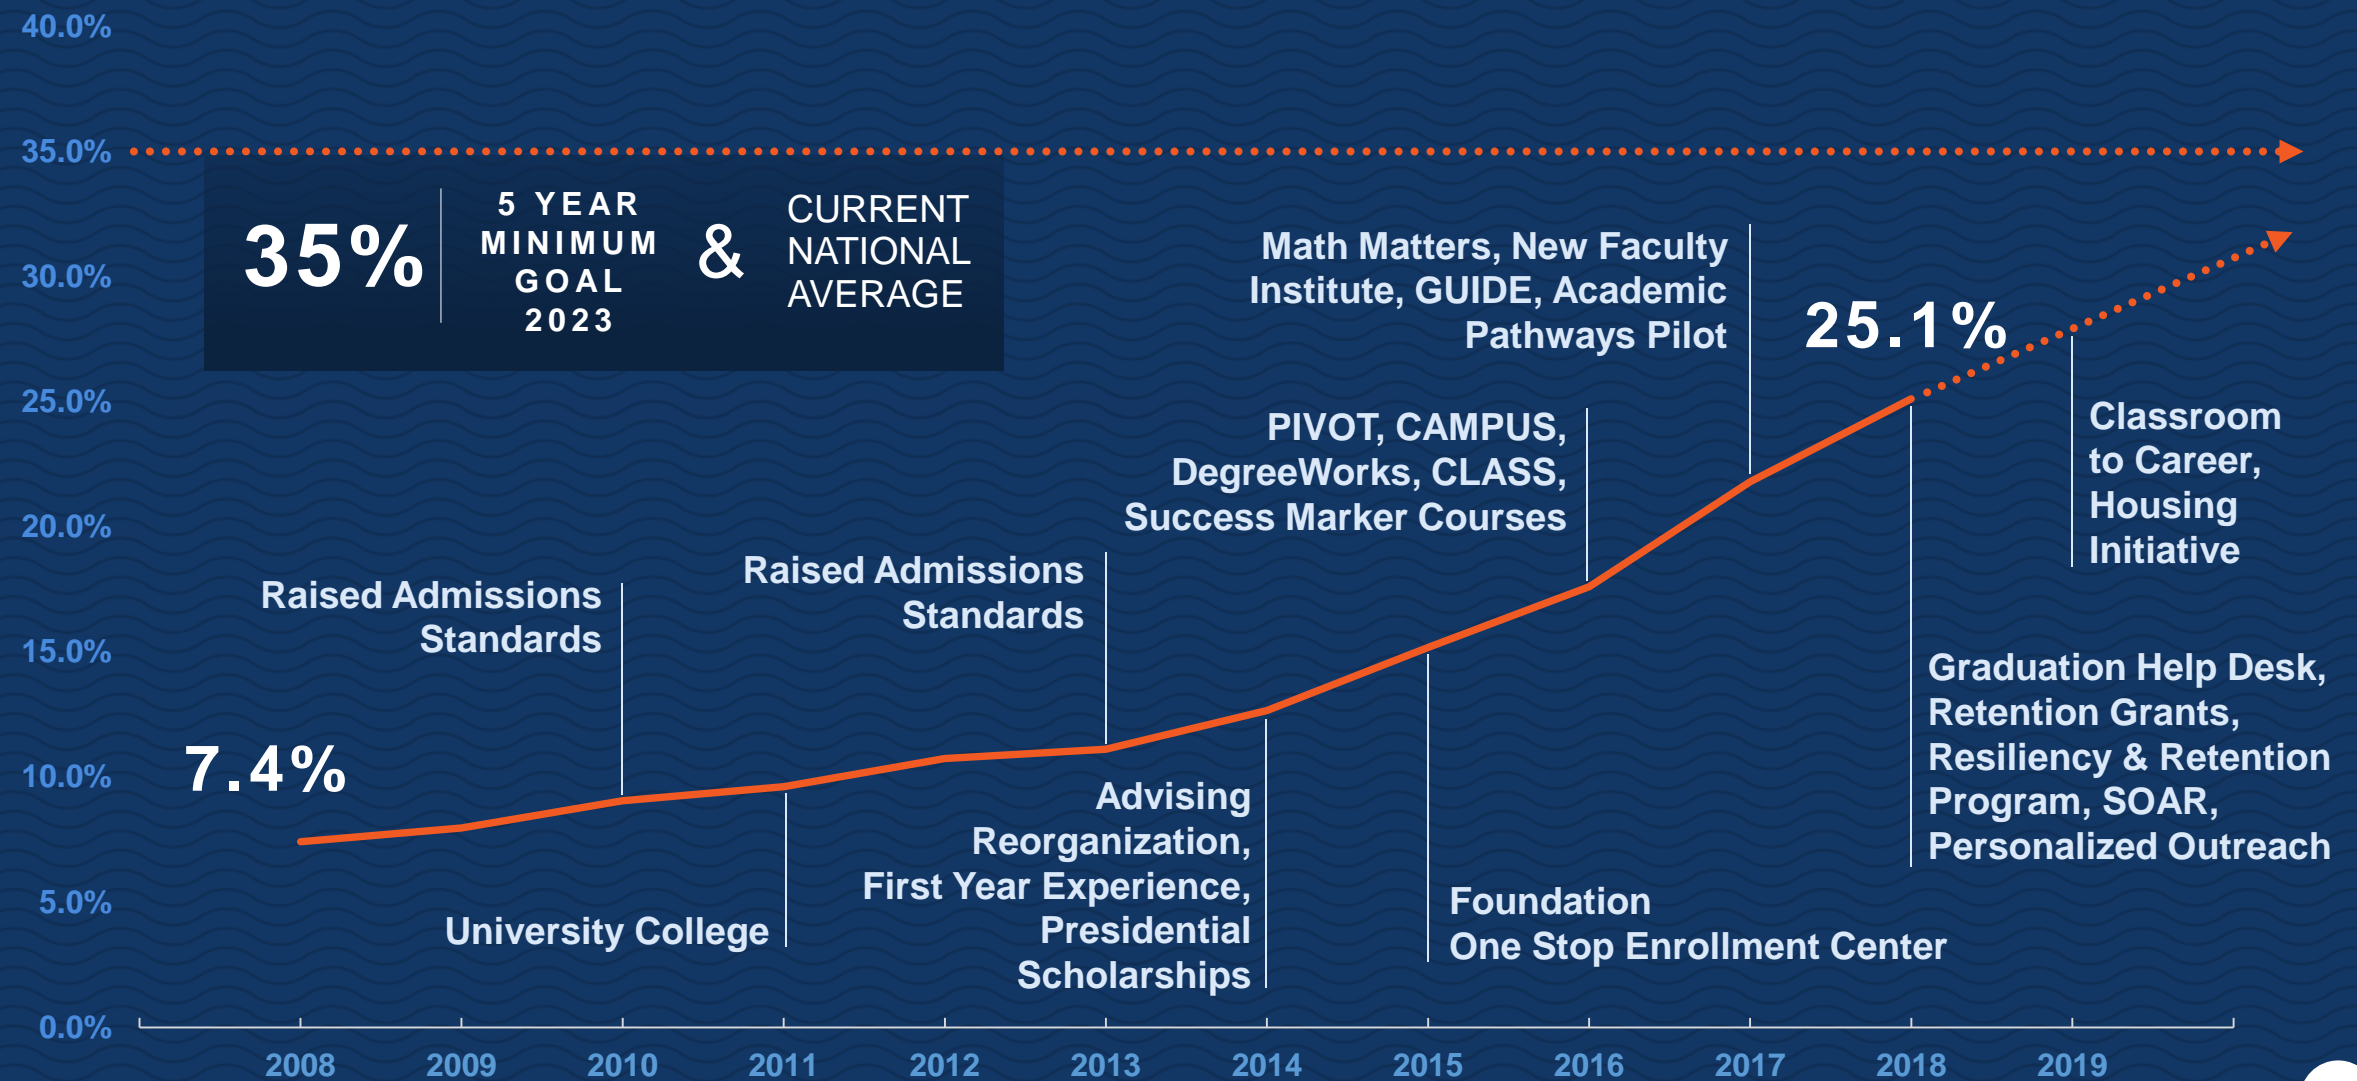 40.0%
35.0%
30.0%
25.0%
20.0%
15.0%
10.0%
5.0%
0.0%
35%
5 YEAR
MINIMUM
GOAL
2023
&
CURRENT
NATIONAL
AVERAGE
7.4%
Raised Admissions
Standards
University College
Raised Admissions
Standards
Advising
Reorganization,
First Year Experience,
Presidential
Scholarships
Foundation
One Stop Enrollment Center
PIVOT, CAMPUS,
DegreeWorks, CLASS,
Success Marker Courses
Math Matters, New Faculty
Institute, GUIDE, Academic
Pathways Pilot
25.1%
Graduation Help Desk,
Retention Grants,
Resiliency & Retention
Program, SOAR,
Personalized Outreach
Classroom
to Career,
Housing
Initiative
2008 2009 2010 2011 2012 2013 2014 2015 2016 2017 2018 2019